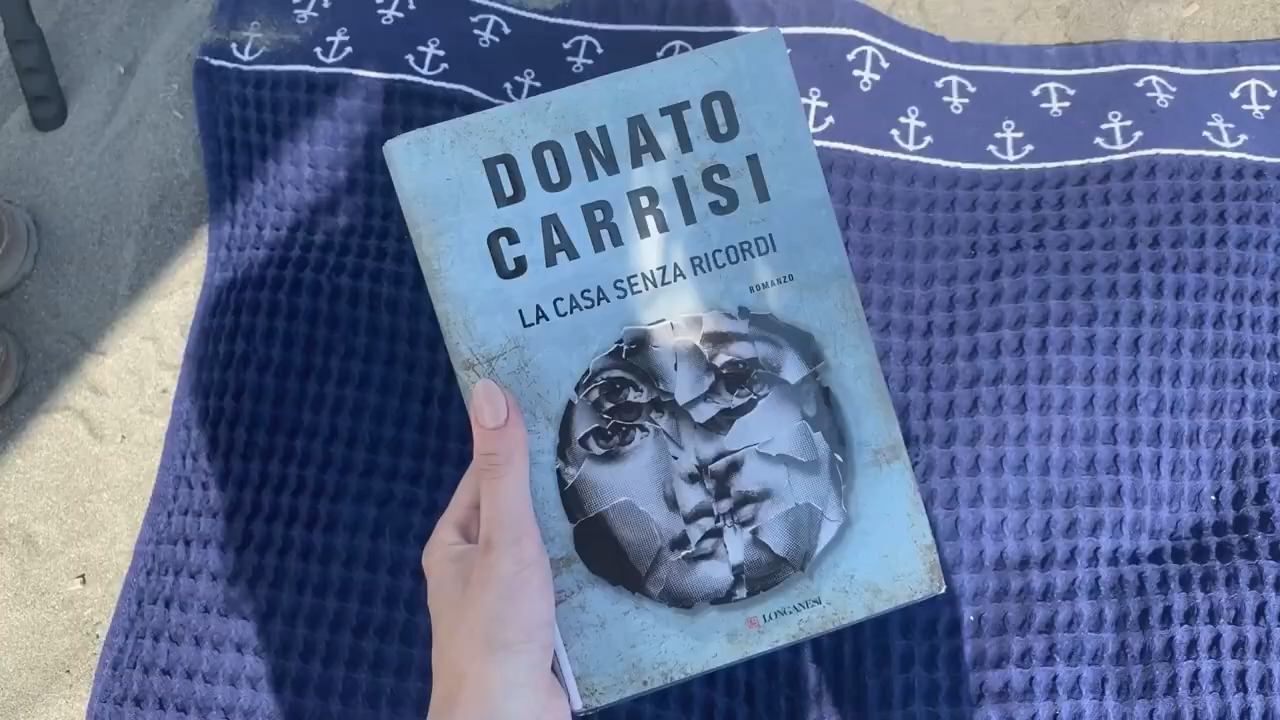 DONATO
CARRISI
LA CASA SENZA RICORDI
ROMANZO
LONGANESI